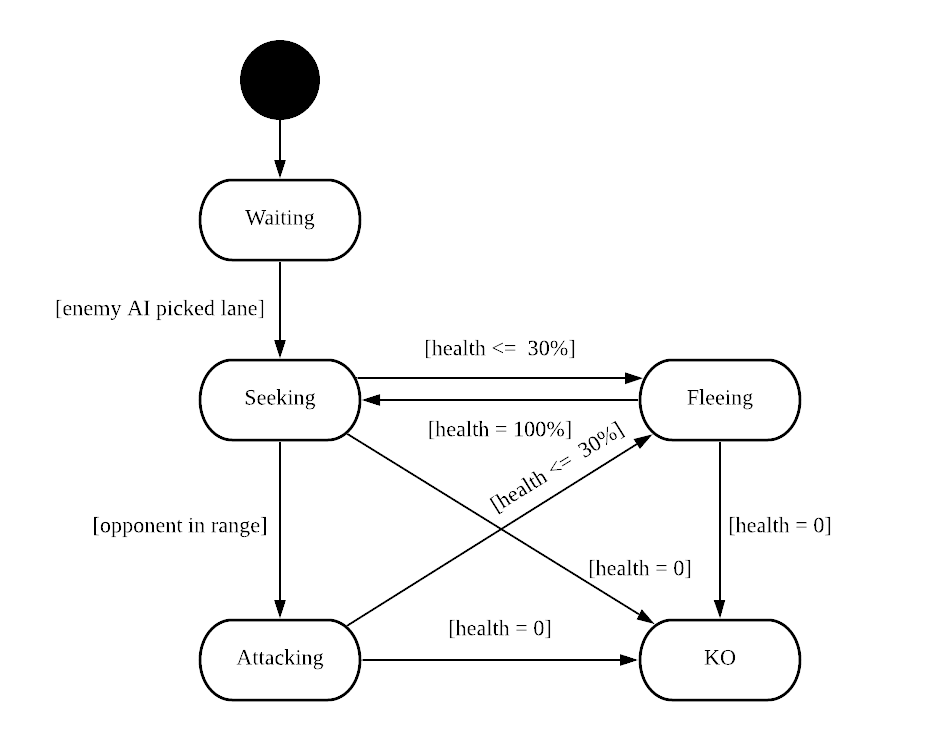 Waiting
[enemy AI picked lane]
[health <= 30%]
Seeking
Fleeing
[health = 100%]
[health <= 30%]
[opponent in range]
[health = 0]
[health = 0]
[health = 0]
Attacking
KO